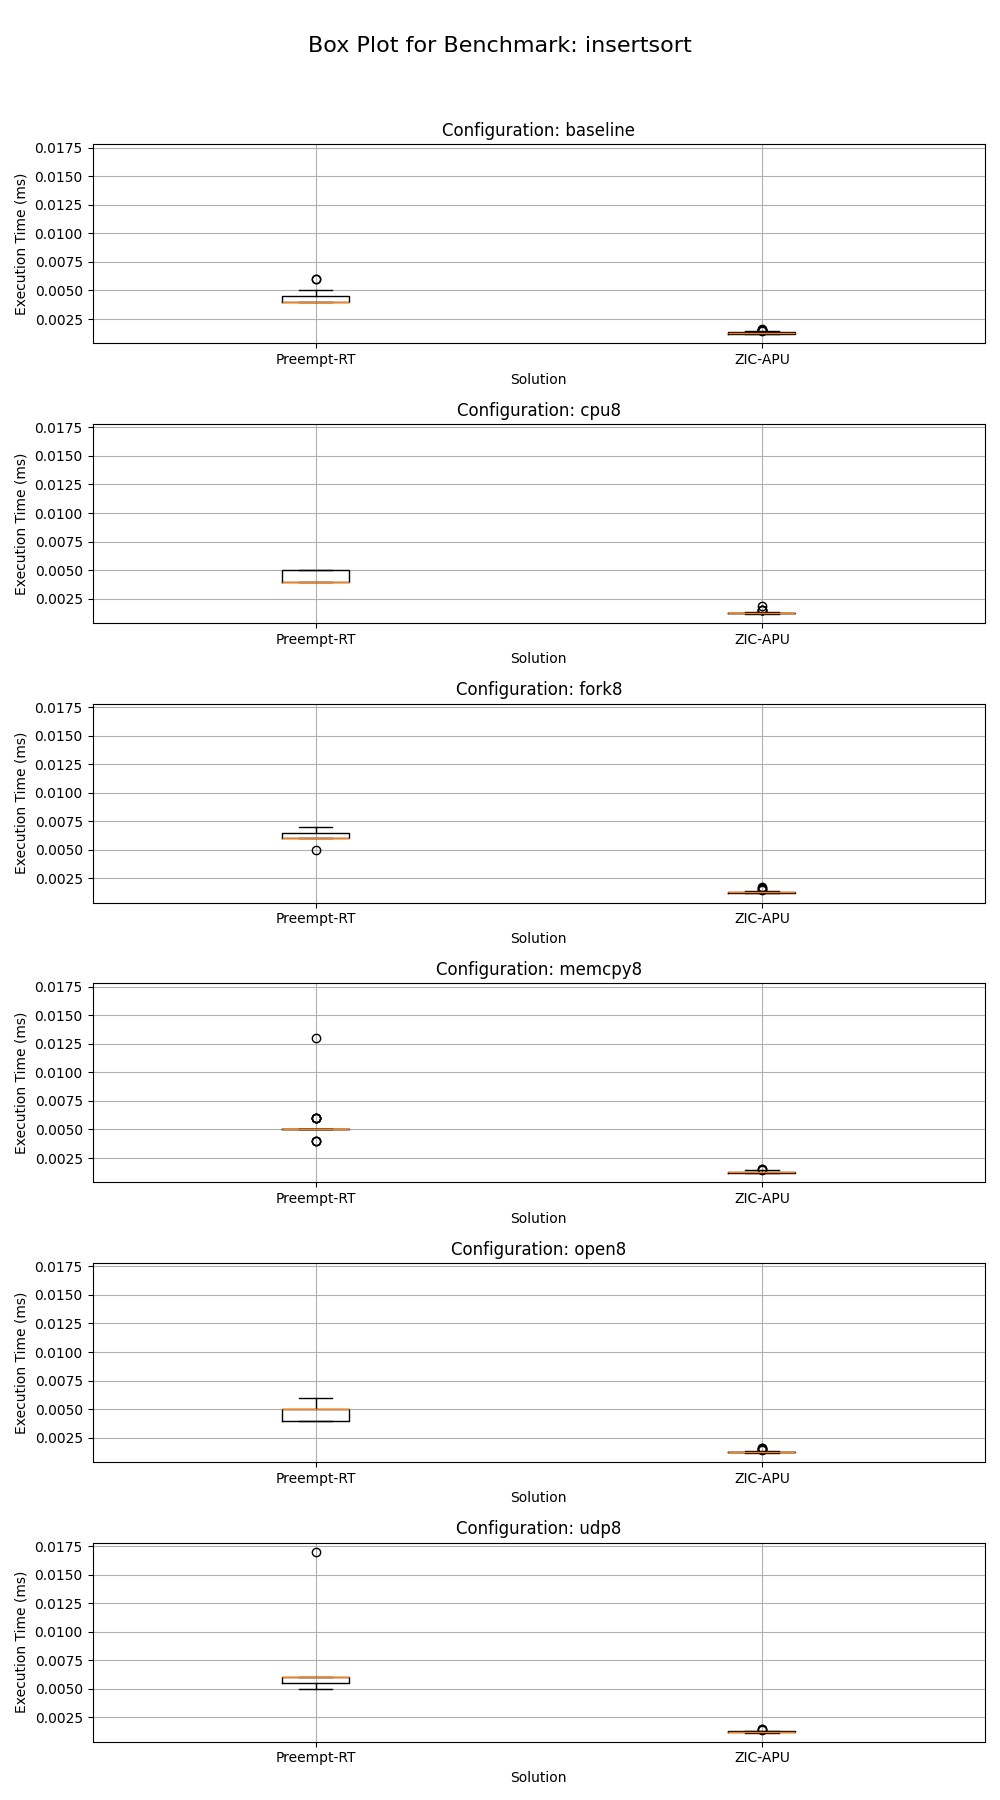 Box Plot for Benchmark: insertsort
Configuration: baseline
Execution Time (ms)
0.0175
0.0150
0.0125
0.0100
0.0075
0.0050
0.0025
Preempt-RT ZIC-APU
Solution
Configuration: cpu8
Execution Time (ms)
0.0175
0.0150
0.0125
0.0100
0.0075
0.0050
0.0025
Preempt-RT ZIC-APU
Solution
Configuration: fork8
Execution Time (ms)
0.0175
0.0150
0.0125
0.0100
0.0075
0.0050
0.0025
Preempt-RT ZIC-APU
Solution
Configuration: memcpy8
Execution Time (ms)
0.0175
0.0150
0.0125
0.0100
0.0075
0.0050
0.0025
Preempt-RT ZIC-APU
Solution
Configuration: open8
Execution Time (ms)
0.0175
0.0150
0.0125
0.0100
0.0075
0.0050
0.0025
Preempt-RT ZIC-APU
Solution
Configuration: udp8
Execution Time (ms)
0.0175
0.0150
0.0125
0.0100
0.0075
0.0050
0.0025
Preempt-RT ZIC-APU
Solution